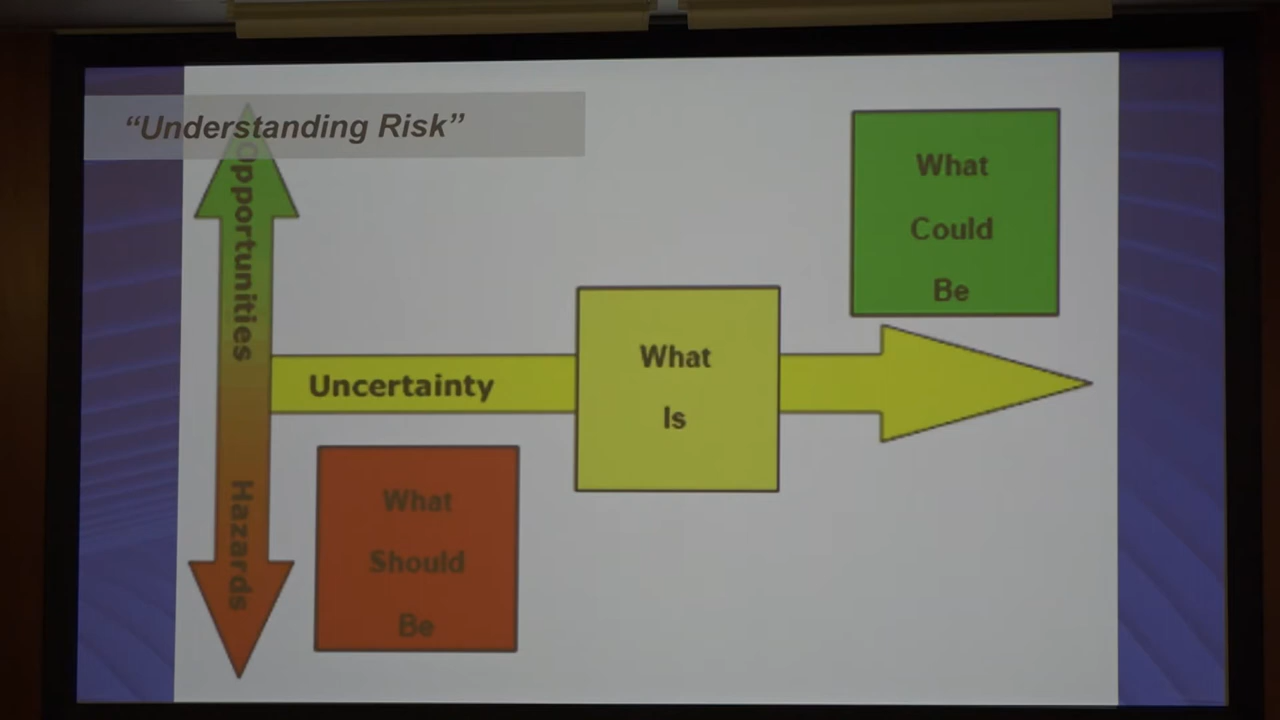 “Understanding Risk”
Opportunities
What
Could
Be
What
Is
Uncertainty
Hazards
What
Should
Be